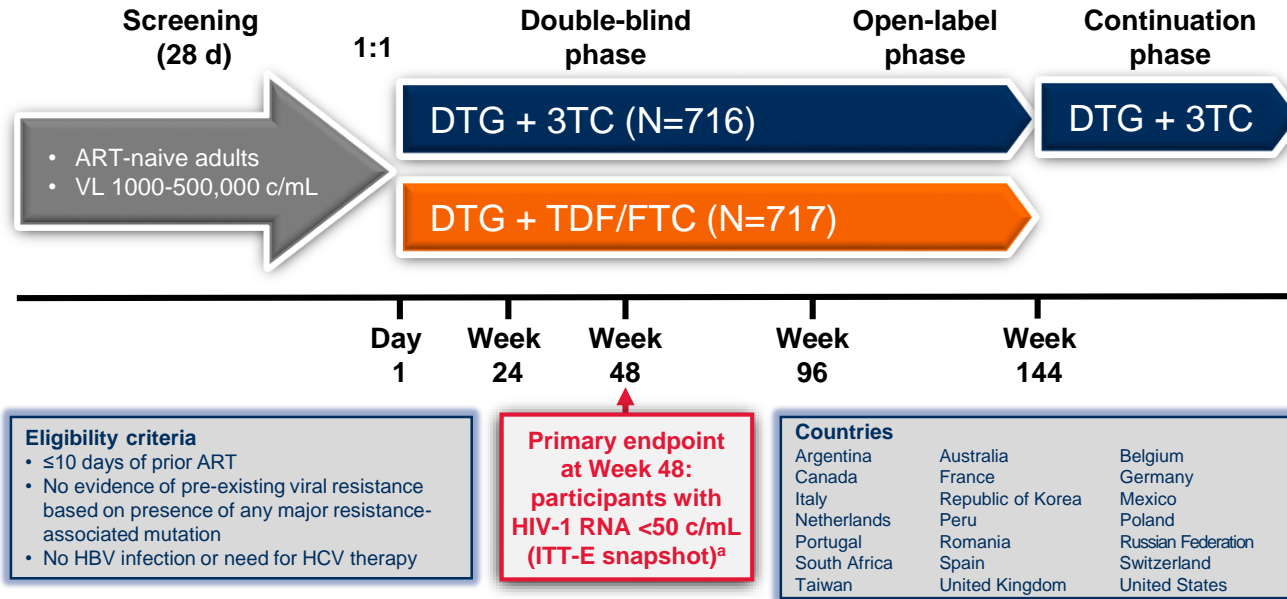 Screening
(28 d)
1:1
Double-blind
phase
Open-label
phase
Continuation
phase
• ART-naive adults
• VL 1000-500,000 c/mL
DTG + 3TC (N=716)
DTG + 3TC
DTG + TDF/FTC (N=717)
Day
1
Week
24
Week
48
Week
96
Week
144
Eligibility criteria
• ≤10 days of prior ART
• No evidence of pre-existing viral resistance
based on presence of any major resistance-
associated mutation
• No HBV infection or need for HCV therapy
Primary endpoint
at Week 48:
participants with
HIV-1 RNA <50 c/mL
(ITT-E snapshot)ᵃ
Countries
Argentina Australia Belgium
Canada France Germany
Italy Republic of Korea Mexico
Netherlands Peru Poland
Portugal Romania Russian Federation
South Africa Spain Switzerland
Taiwan United Kingdom United States